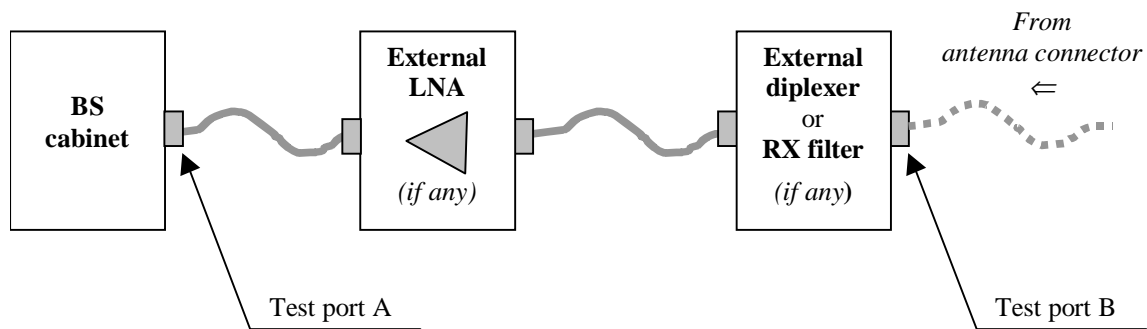 BS
cabinet
External
LNA
(if any)
External
diplexer
or
RX filter
(if any)
From
antenna connector
⇐
Test port A
Test port B